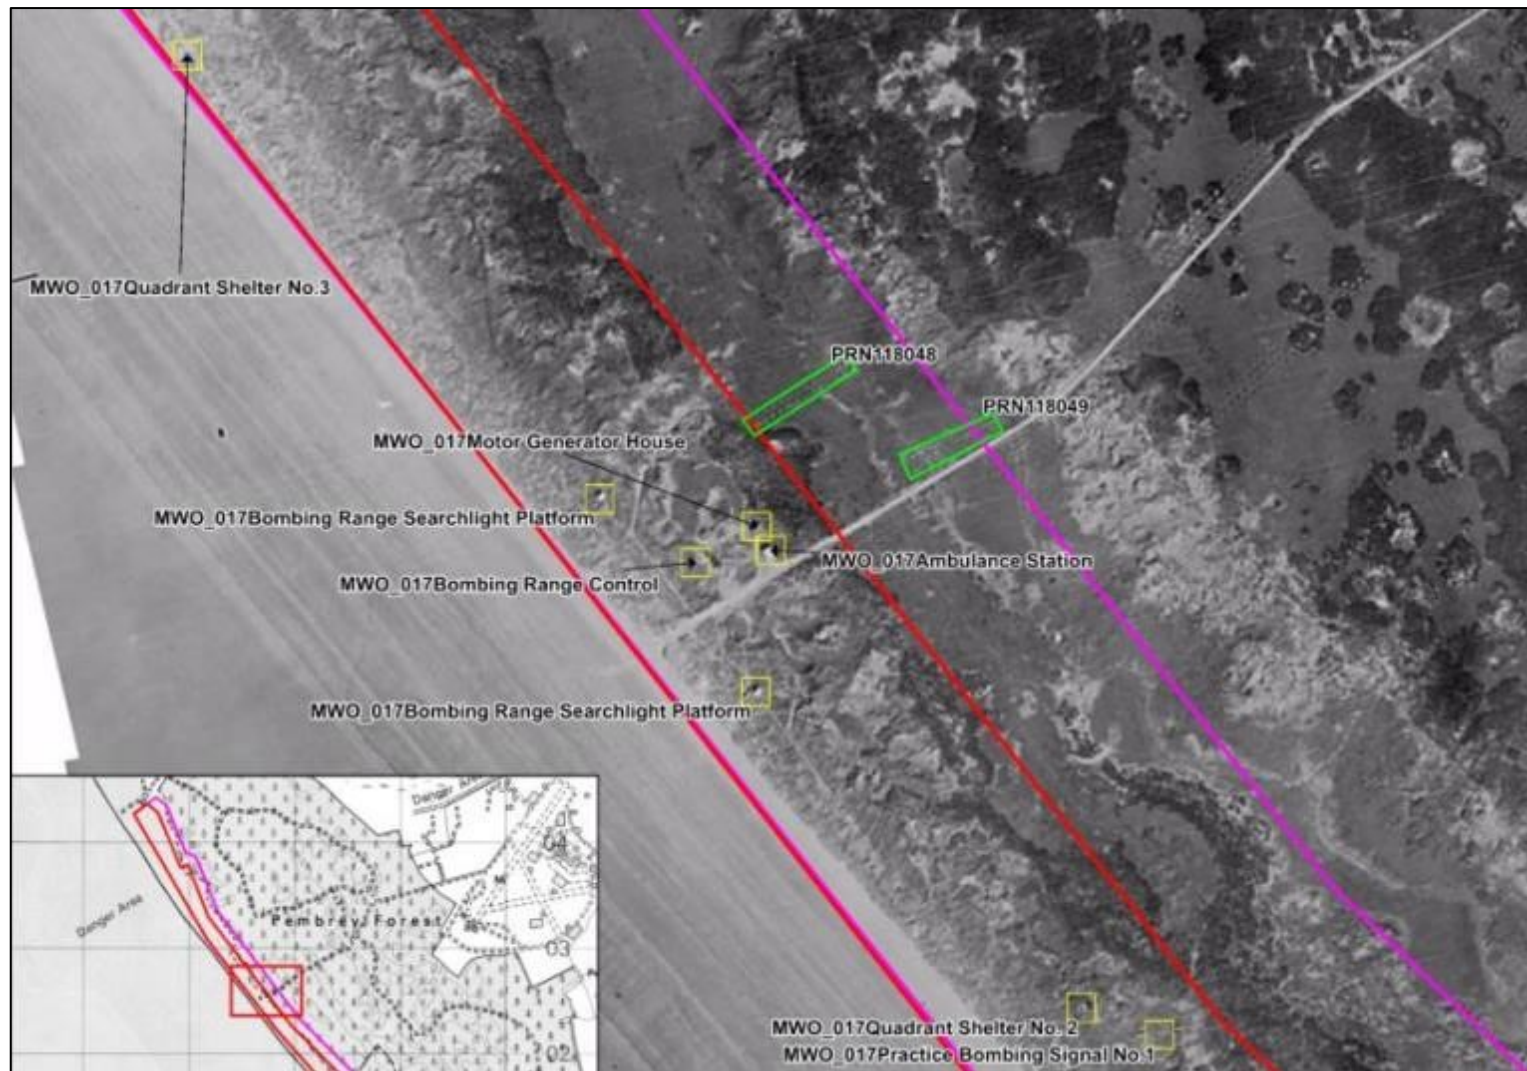 MWO_017Quadrant Shelter No.3
PRN118048
PRN118049
MWO_017Motor Generator House
MWO_017Bombing Range Searchlight Platform
MWO_017Ambulance Station
MWO_017Bombing Range Control
MWO_017Bombing Range Searchlight Platform
Danger Area
04
Danger Area
Pembrey Forest
03
MWO_017Quadrant Shelter No. 2
MWO_017Practice Bombing Signal No.1
02